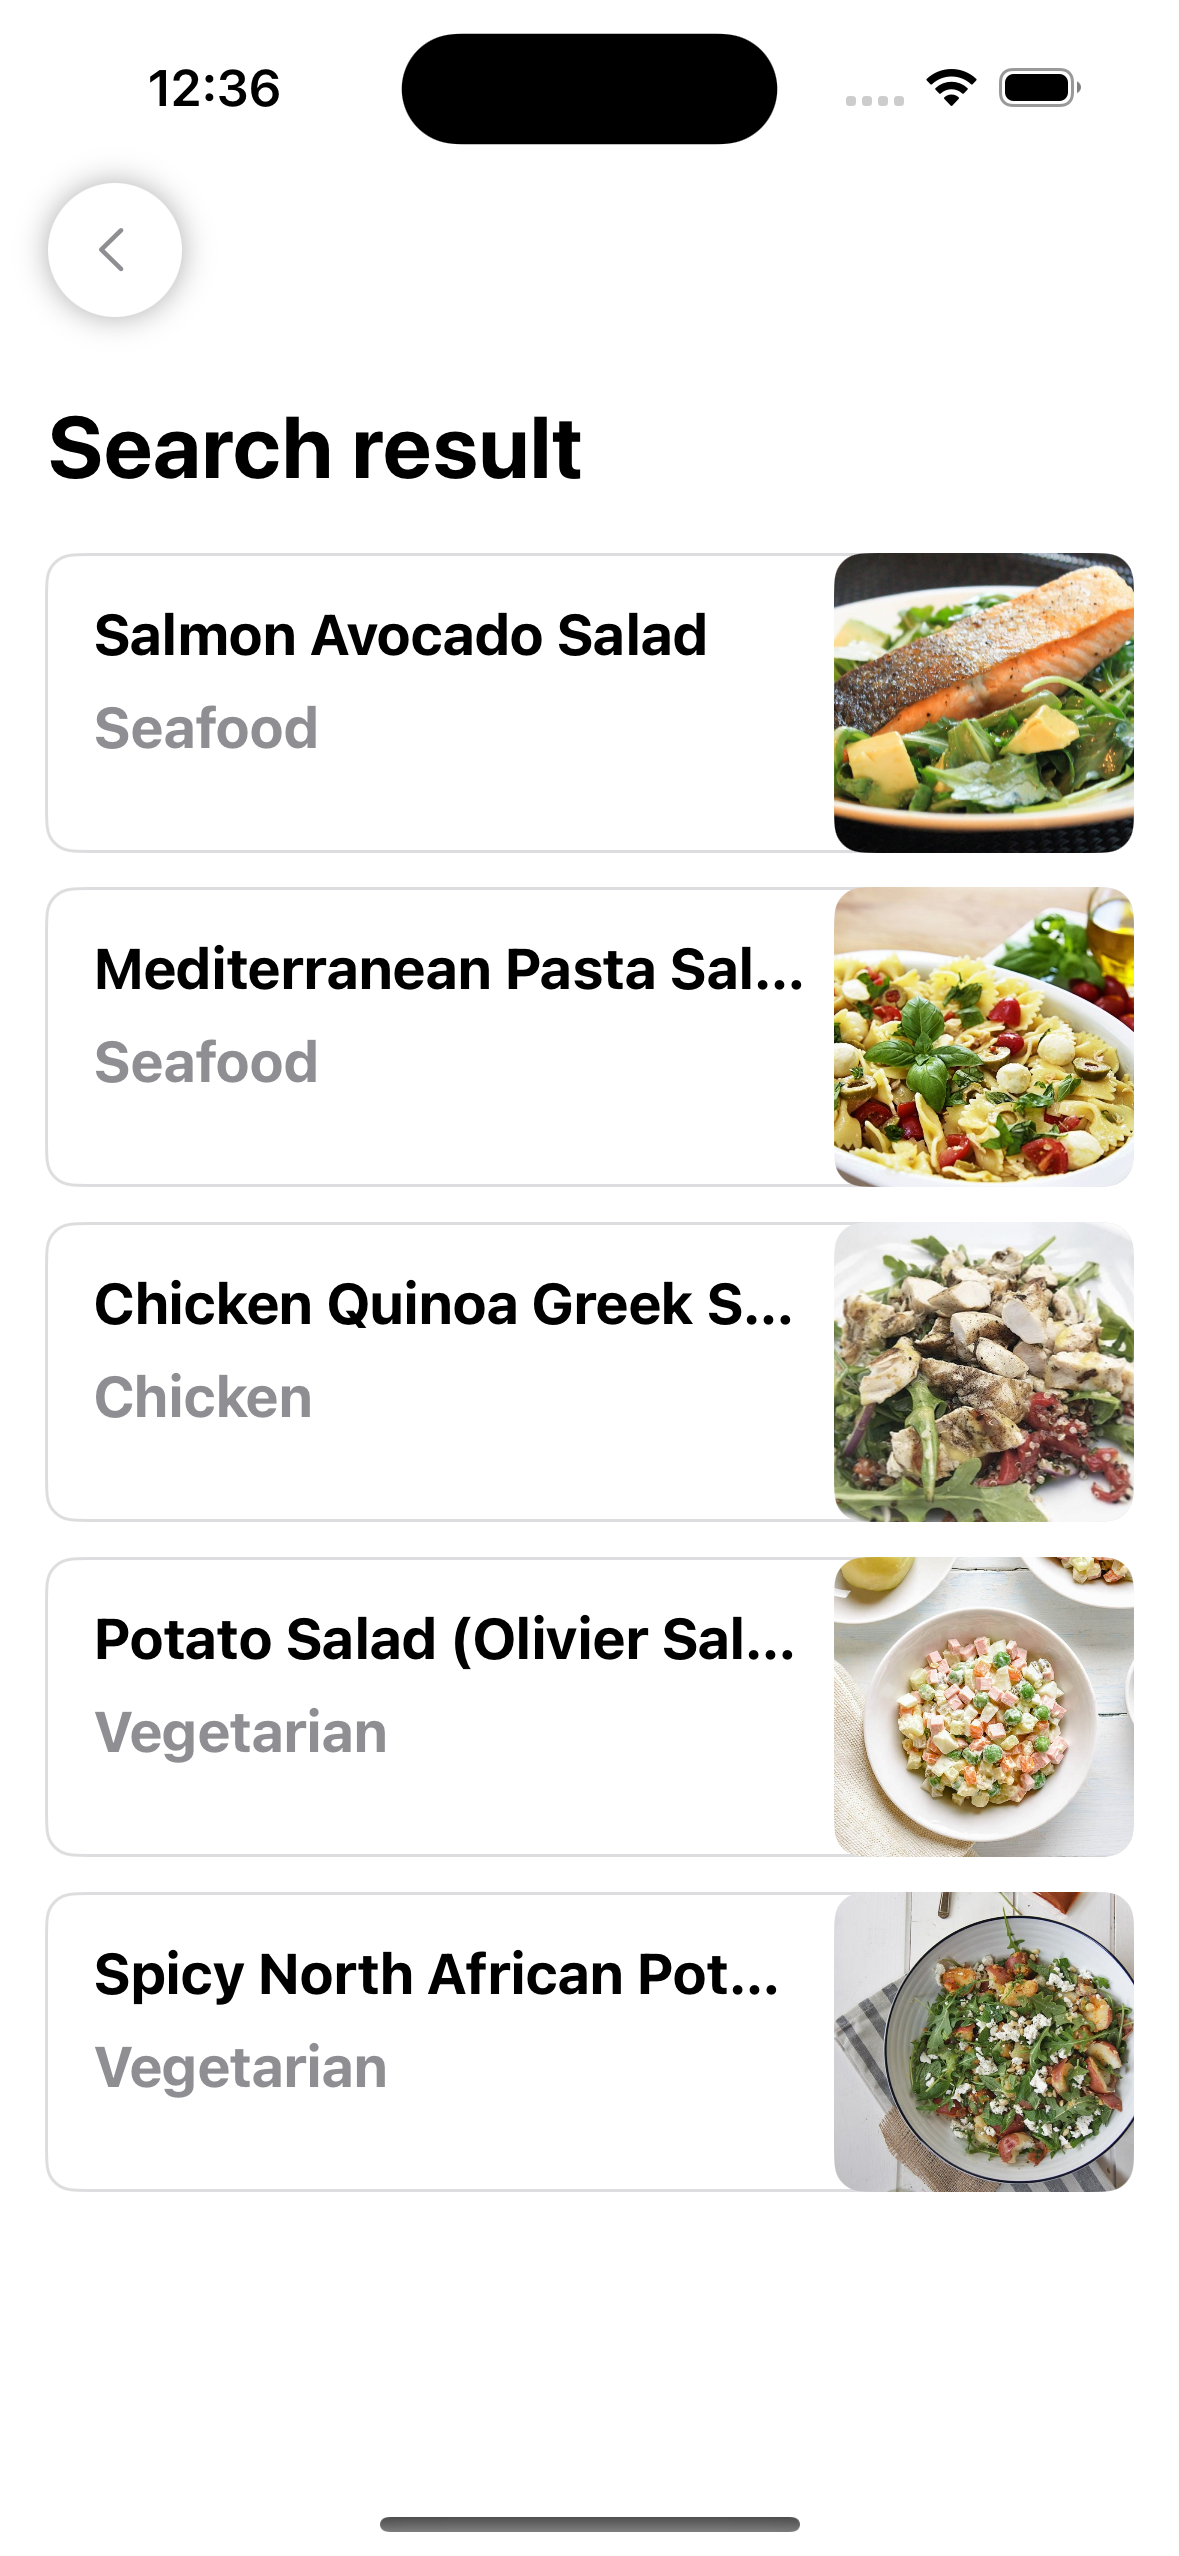 12:36
Search result
Salmon Avocado Salad
Seafood
Mediterranean Pasta Sal...
Seafood
Chicken Quinoa Greek S...
Chicken
Potato Salad (Olivier Sal...
Vegetarian
Spicy North African Pot...
Vegetarian